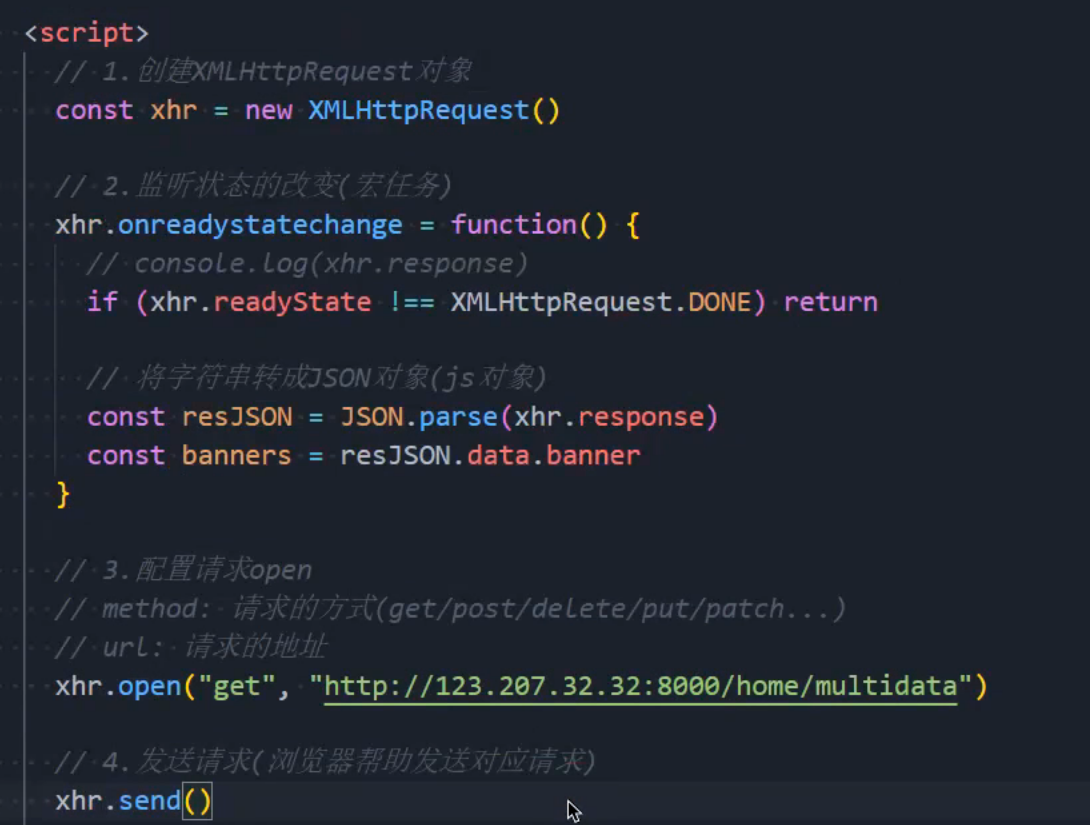 <script>
// 1.创建XMLHttpRequest对象
const xhr = new XMLHttpRequest()
// 2.监听状态的改变(宏任务)
xhr.onreadystatechange = function() {
// console.log(xhr.response)
if (xhr.readyState !== XMLHttpRequest.DONE) return
// 将字符串转成JSON对象(js对象)
const resJSON = JSON.parse(xhr.response)
const banners = resJSON.data.banner
}
// 3.配置请求open
// method: 请求的方式(get/post/delete/put/patch...)
// url: 请求的地址
xhr.open("get", "http://123.207.32.32:8000/home/multidata")
// 4.发送请求(浏览器帮助发送对应请求)
xhr.send()